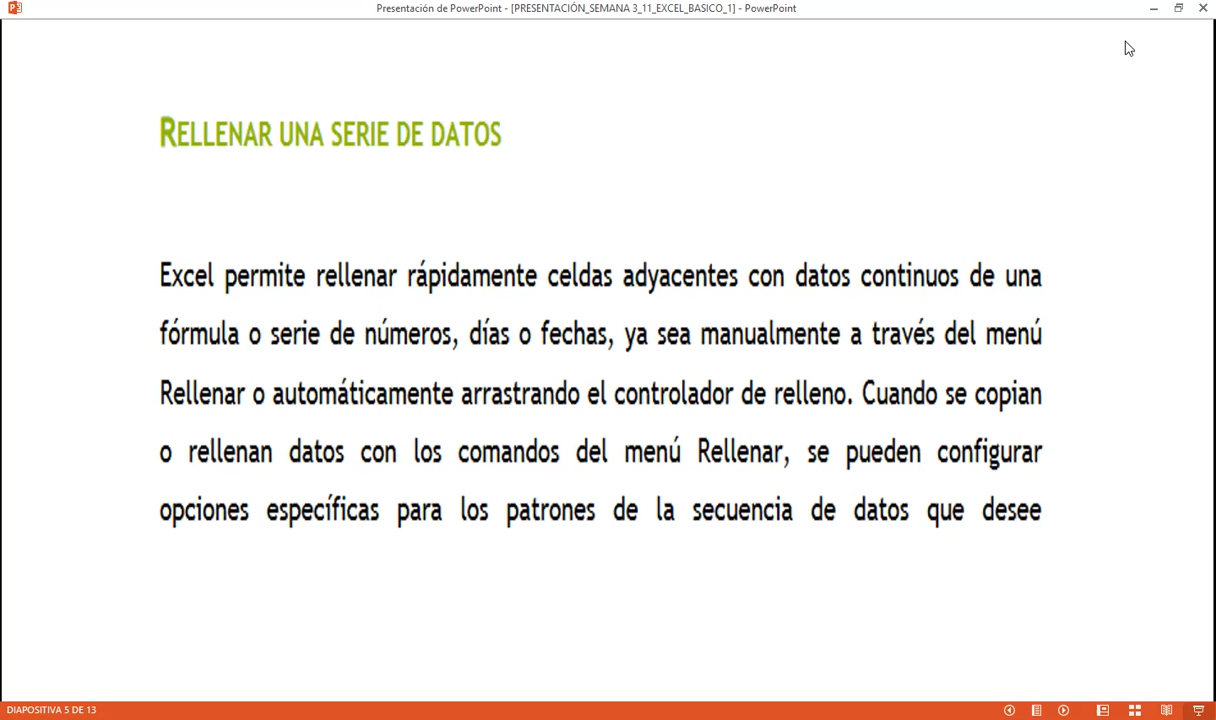 Presentación de PowerPoint - [PRESENTACIÓN_SEMANA 3_11_EXCEL_BASICO_1] - PowerPoint
RELLENAR UNA SERIE DE DATOS
Excel permite rellenar rápidamente celdas adyacentes con datos continuos de una
fórmula o serie de números, días o fechas, ya sea manualmente a través del menú
Rellenar o automáticamente arrastrando el controlador de relleno. Cuando se copian
o rellenan datos con los comandos del menú Rellenar, se pueden configurar
opciones específicas para los patrones de la secuencia de datos que desee
DIAPOSITIVA 5 DE 13